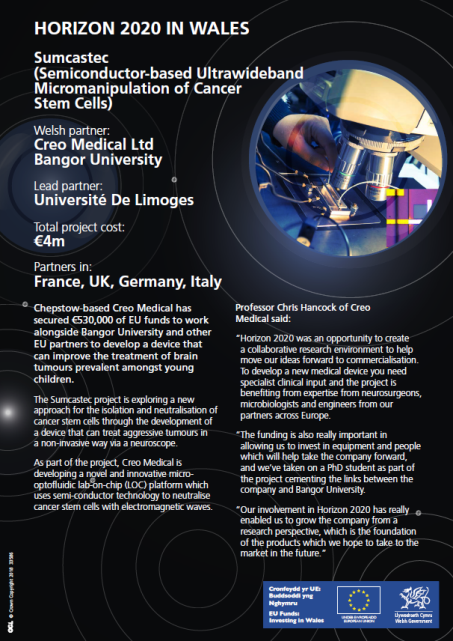 HORIZON 2020 IN WALES
Sumcastec
(Semiconductor-based Ultrawideband
Micromanipulation of Cancer
Stem Cells)
Welsh partner:
Creo Medical Ltd
Bangor University
Lead partner:
Université De Limoges
Total project cost:
€4m
Partners in:
France, UK, Germany, Italy
Chepstow-based Creo Medical has
secured €530,000 of EU funds to work
alongside Bangor University and other
EU partners to develop a device that
can improve the treatment of brain
tumours prevalent amongst young
children.
The Sumcastec project is exploring a new
approach for the isolation and neutralisation of
cancer stem cells through the development of
a device that can treat aggressive tumours in
a non-invasive way via a neuroscope.
As part of the project, Creo Medical is
developing a novel and innovative micro-
optofluidic lab-on-chip (LOC) platform which
uses semi-conductor technology to neutralise
cancer stem cells with electromagnetic waves.
Professor Chris Hancock of Creo
Medical said:
“Horizon 2020 was an opportunity to create
a collaborative research environment to help
move our ideas forward to commercialisation.
To develop a new medical device you need
specialist clinical input and the project is
benefiting from expertise from neurosurgeons,
microbiologists and engineers from our
partners across Europe.
“The funding is also really important in
allowing us to invest in equipment and people
which will help take the company forward,
and we’ve taken on a PhD student as part of
the project cementing the links between the
company and Bangor University.
“Our involvement in Horizon 2020 has really
enabled us to grow the company from a
research perspective, which is the foundation
of the products which we hope to take to the
market in the future.”
OGL © Crown Copyright 2018
Cronfeydd yr UE:
Buddsoddi yng
Nghymru
EU Funds:
Investing in Wales
UNDEB EWROPEAIDD
EUROPEAN UNION
Llywodraeth Cymru
Welsh Government